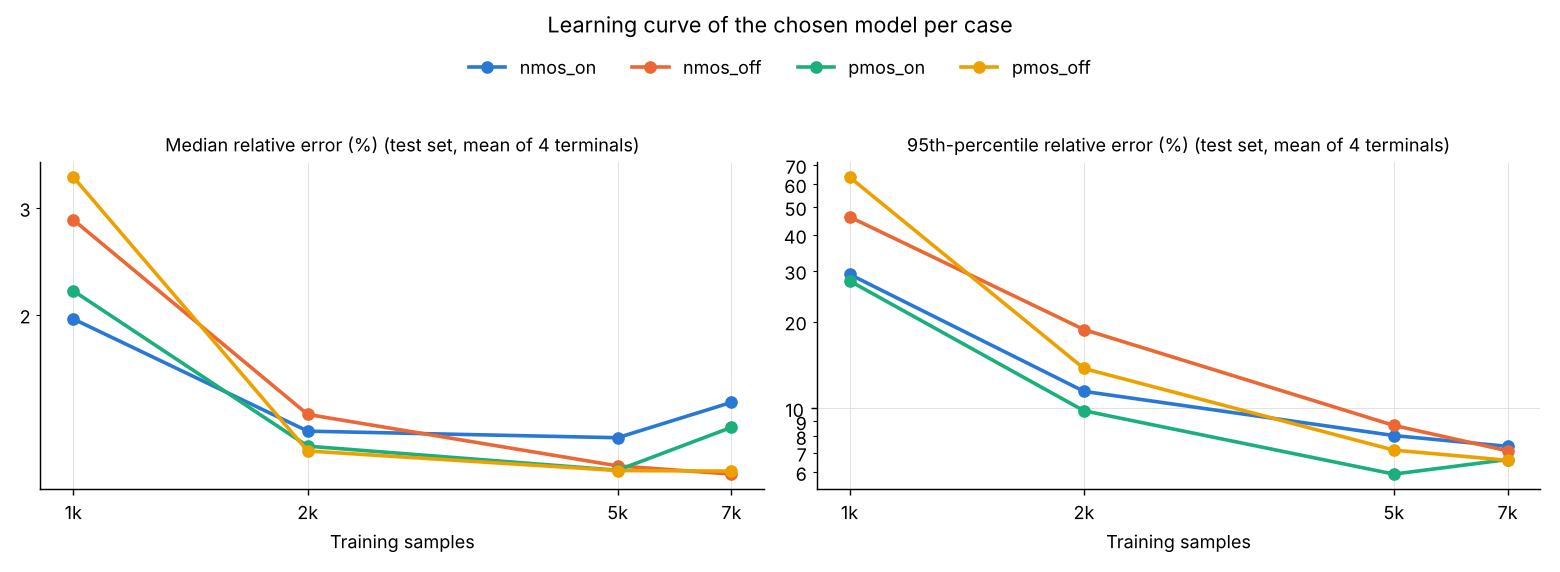 Learning curve of the chosen model per case
nmos_on nmos_off pmos_on pmos_off
Median relative error (%) (test set, mean of 4 terminals)
3
2
1k 2k 5k 7k
Training samples
95th-percentile relative error (%) (test set, mean of 4 terminals)
70
60
50
40
30
20
10
9
8
7
6
1k 2k 5k 7k
Training samples